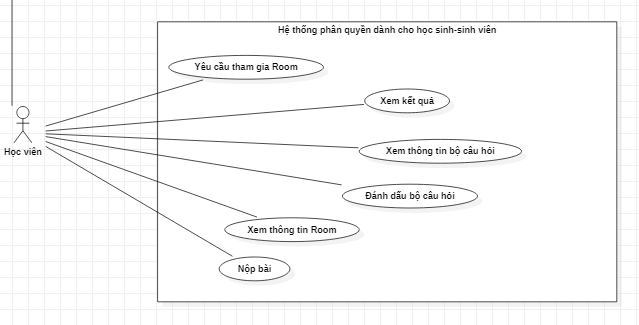 Hệ thống phân quyền dành cho học sinh-sinh viên
Yêu cầu tham gia Room
Xem kết quả
Học viên
Xem thông tin bộ câu hỏi
Đánh dấu bộ câu hỏi
Xem thông tin Room
Nộp bài